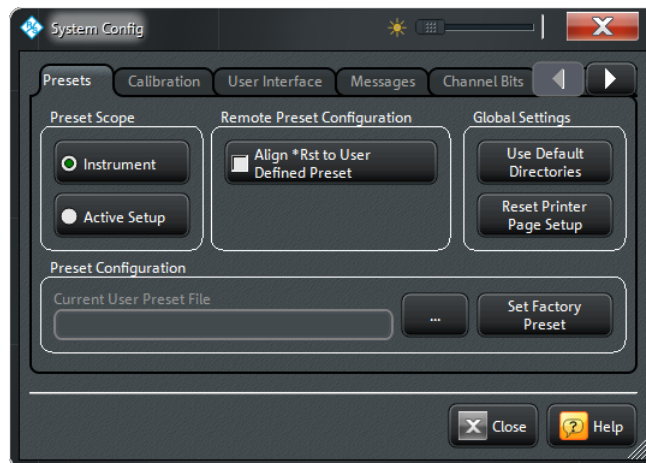 System Config
X
Presets
Calibration
User Interface
Messages
Channel Bits
Preset Scope
Instrument
Active Setup
Remote Preset Configuration
Align *Rst to User
Defined Preset
Global Settings
Use Default
Directories
Reset Printer
Page Setup
Preset Configuration
Current User Preset File
...
Set Factory
Preset
X Close
? Help